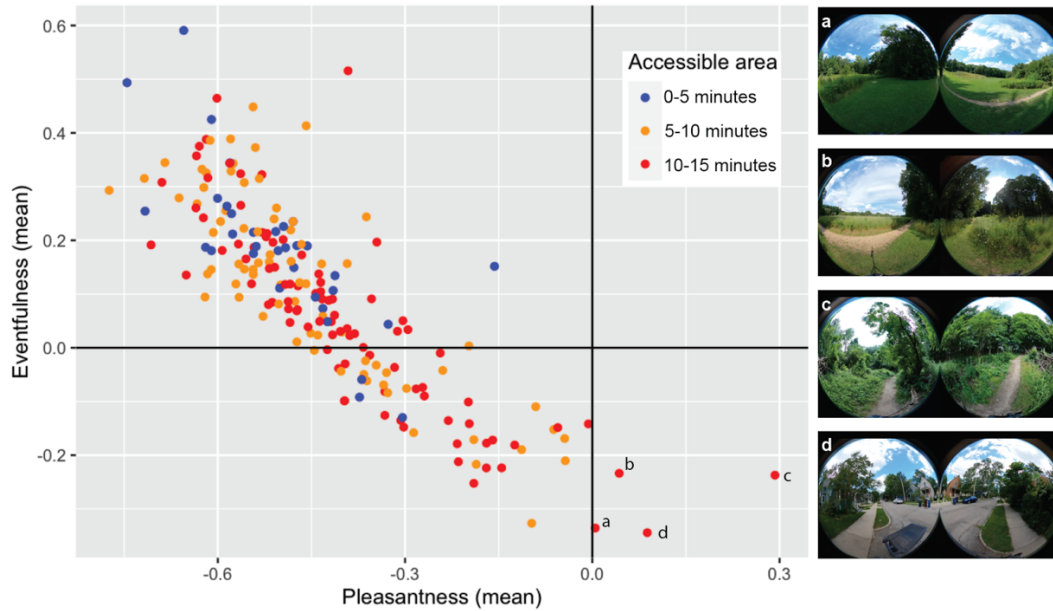 0.6
0.4
0.2
0.0
-0.2
Eventfulness (mean)
Accessible area
0-5 minutes
5-10 minutes
10-15 minutes
b
c
a
d
-0.6
-0.3
0.0
0.3
Pleasantness (mean)
a
b
c
d